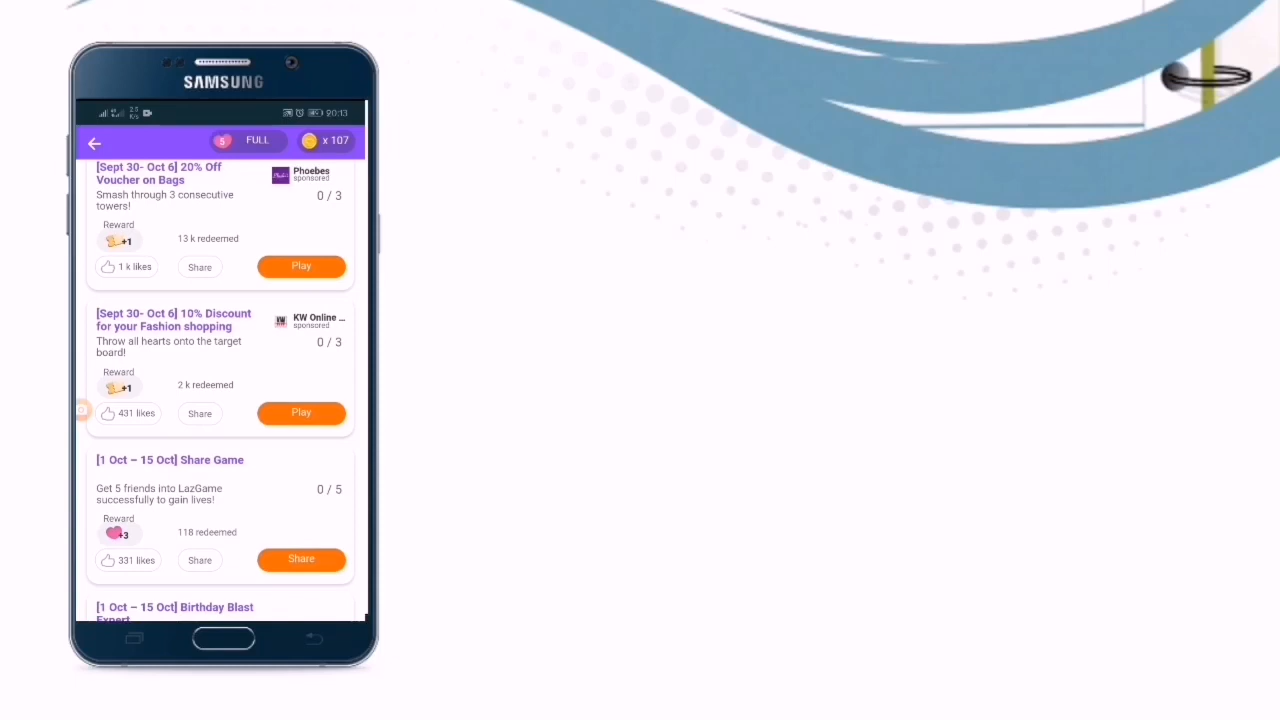 SAMSUNG
20:13
5 FULL x 107
[Sept 30- Oct 6] 20% Off
Voucher on Bags
Phoebes
sponsored
Smash through 3 consecutive
towers!
0 / 3
Reward
+1
13 k redeemed
1 k likes
Share
Play
[Sept 30- Oct 6] 10% Discount
for your Fashion shopping
KW Online ...
sponsored
Throw all hearts onto the target
board!
0 / 3
Reward
+1
2 k redeemed
431 likes
Share
Play
[1 Oct – 15 Oct] Share Game
Get 5 friends into LazGame
successfully to gain lives!
0 / 5
Reward
+3
118 redeemed
331 likes
Share
Share
[1 Oct – 15 Oct] Birthday Blast
Expert